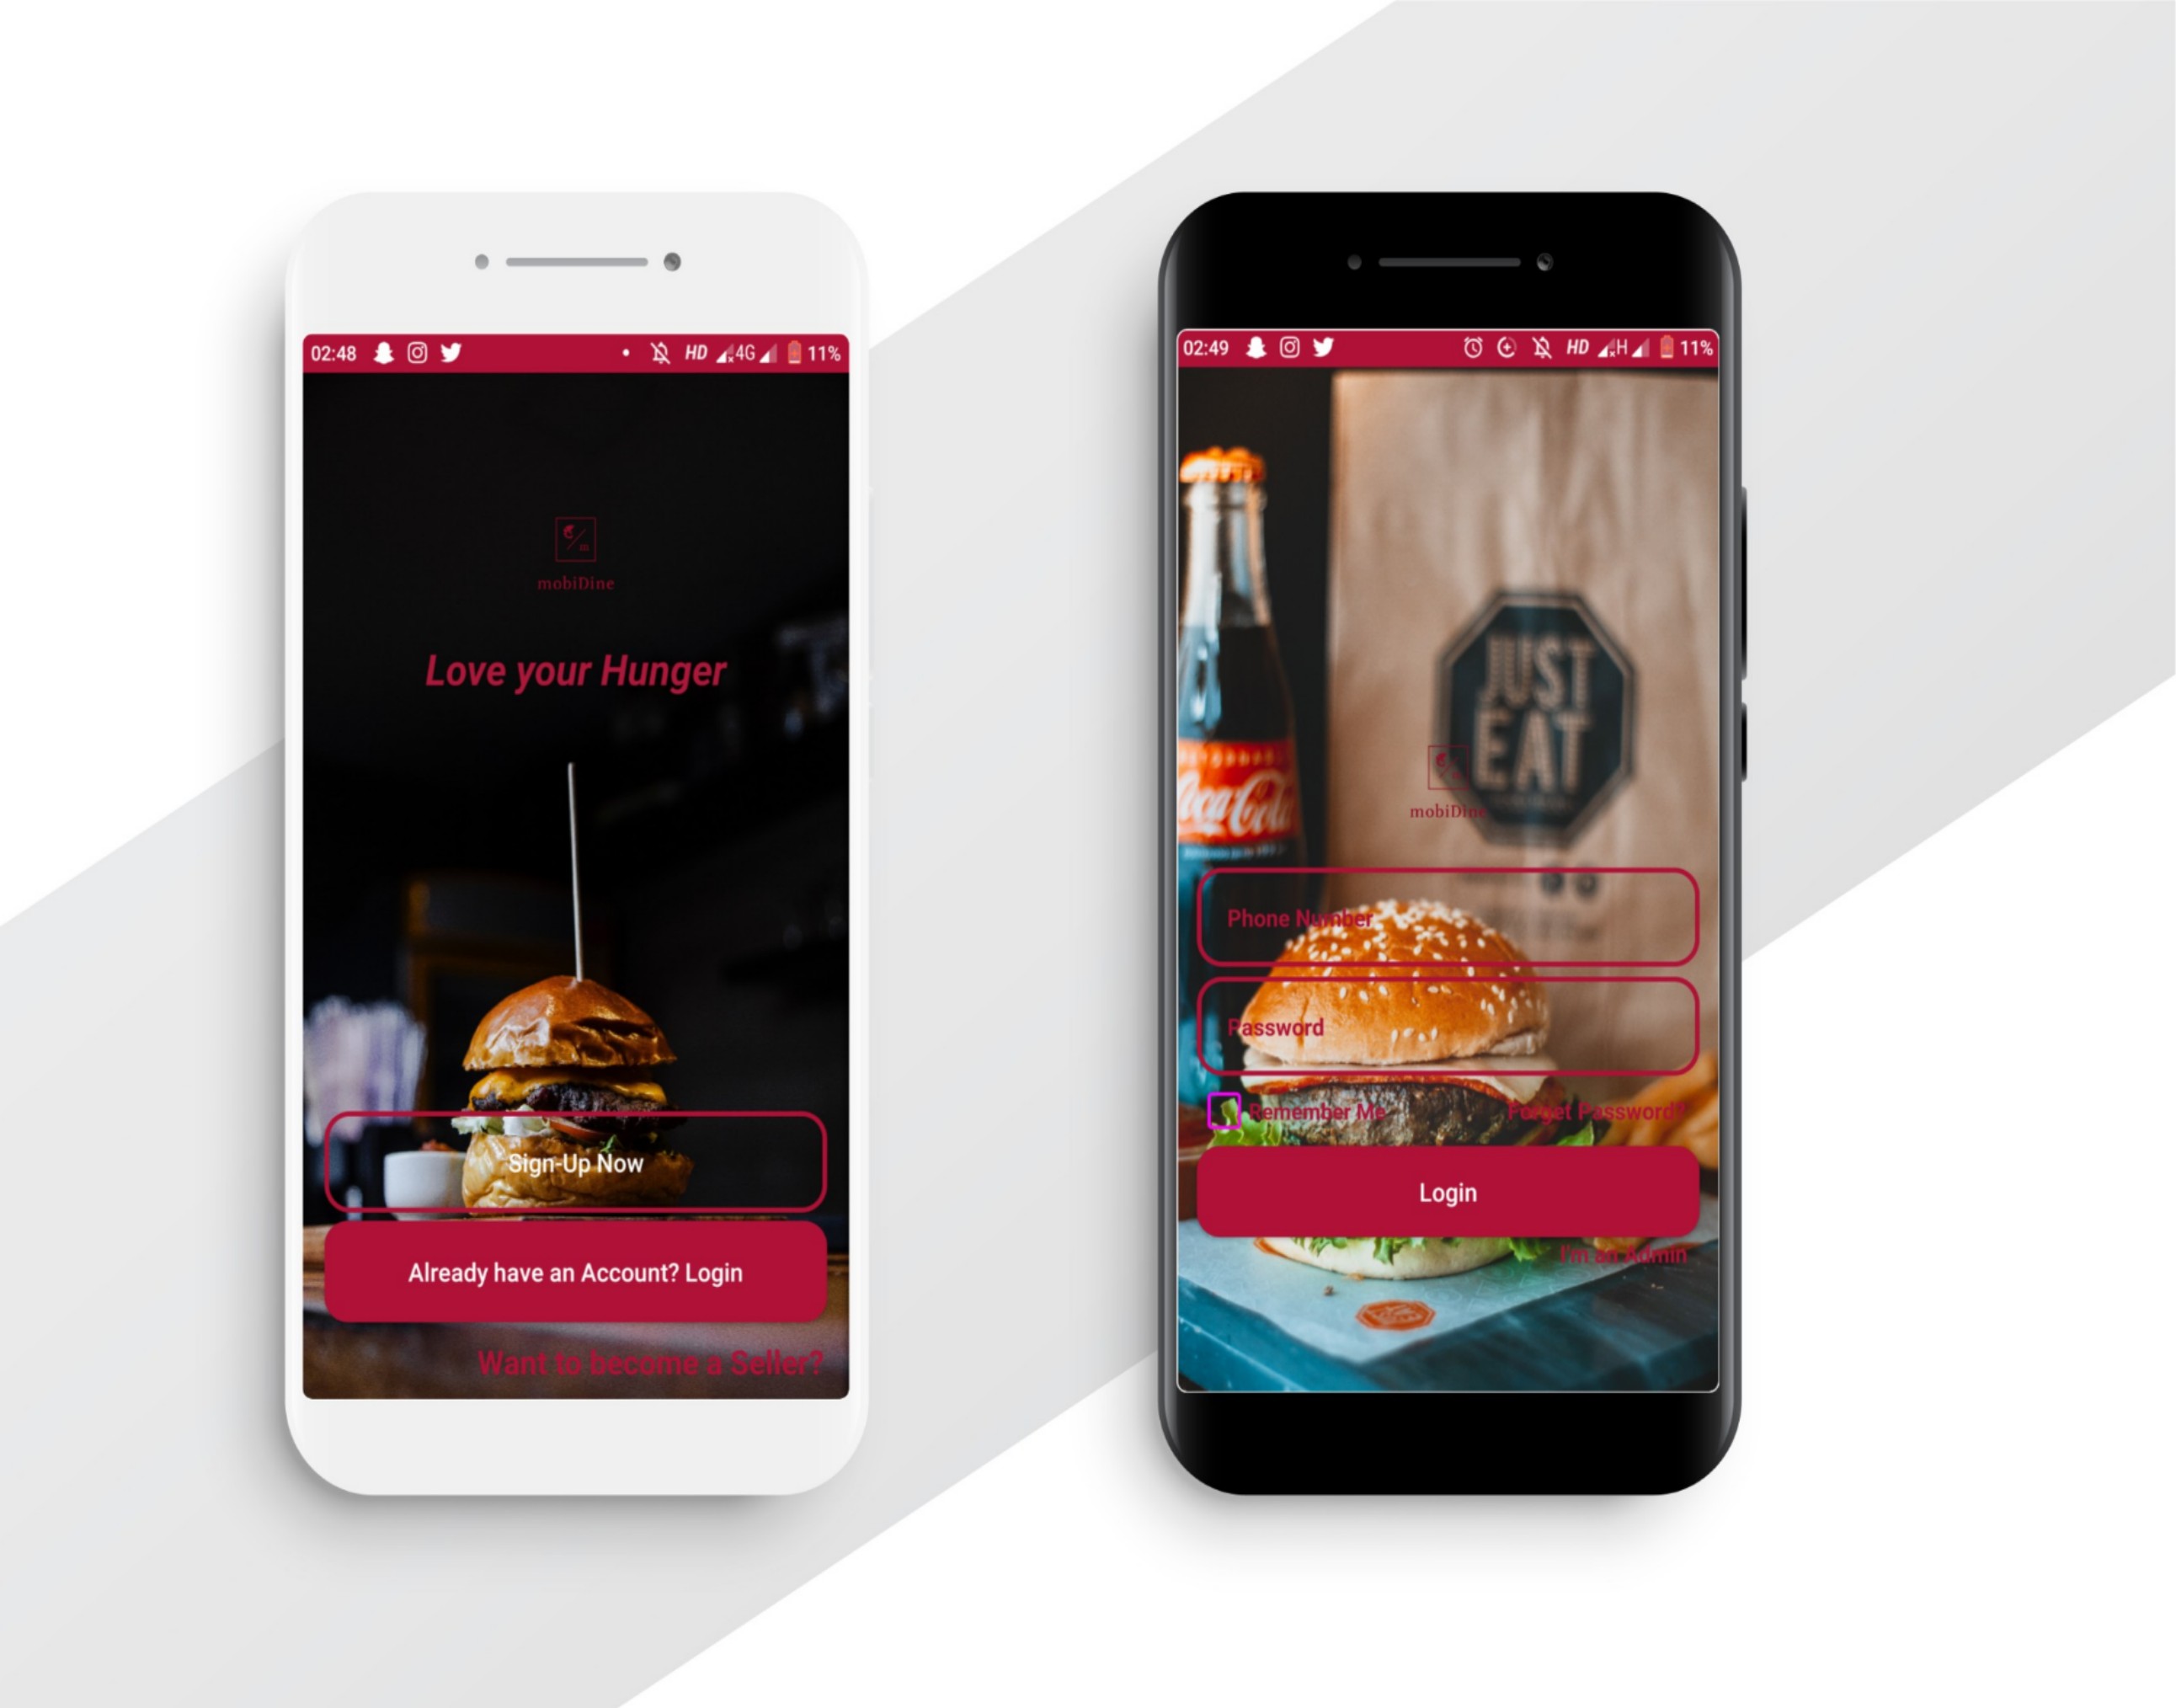 02:48 HD 4G 11%
m
mobiDine
Love your Hunger
Sign-Up Now
Already have an Account? Login
Want to become a Seller?
02:49 HD H 11%
JUST
EAT
mobiDine
Coca-Cola
Phone Number
Password
Remember Me Forget Password?
Login
I'm an Admin